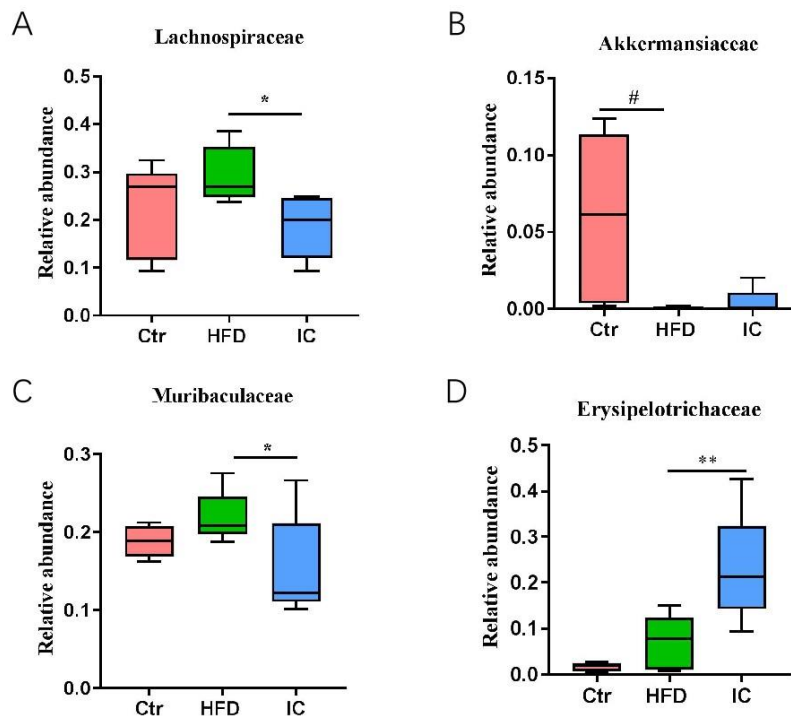 A
Lachnospiraceae
Relative abundance
0.5
0.4
0.3
0.2
0.1
0.0
*
Ctr HFD IC
B
Akkermansiaceae
Relative abundance
0.15
0.10
0.05
0.00
#
Ctr HFD IC
C
Muribaculaceae
Relative abundance
0.3
0.2
0.1
0.0
*
Ctr HFD IC
D
Erysipelotrichaceae
Relative abundance
0.5
0.4
0.3
0.2
0.1
0.0
**
Ctr HFD IC